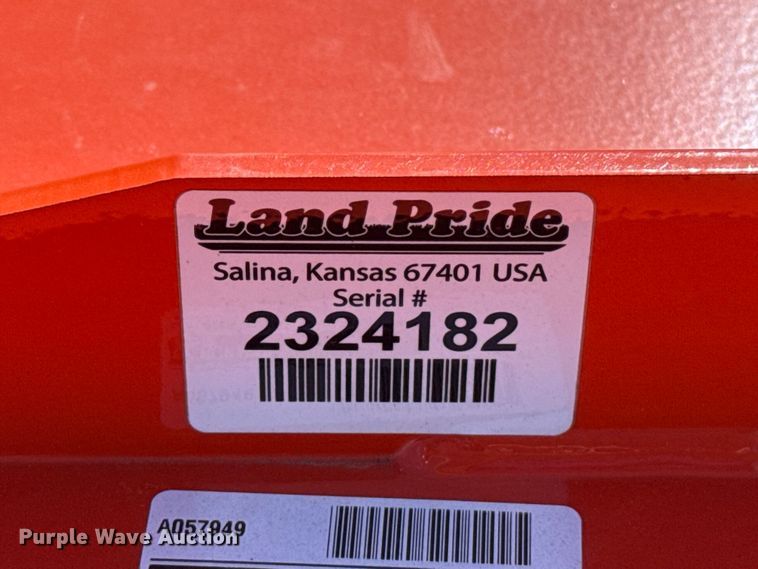 Land Pride
Salina, Kansas 67401 USA
Serial #
2324182
A057949
Purple Wave Auction